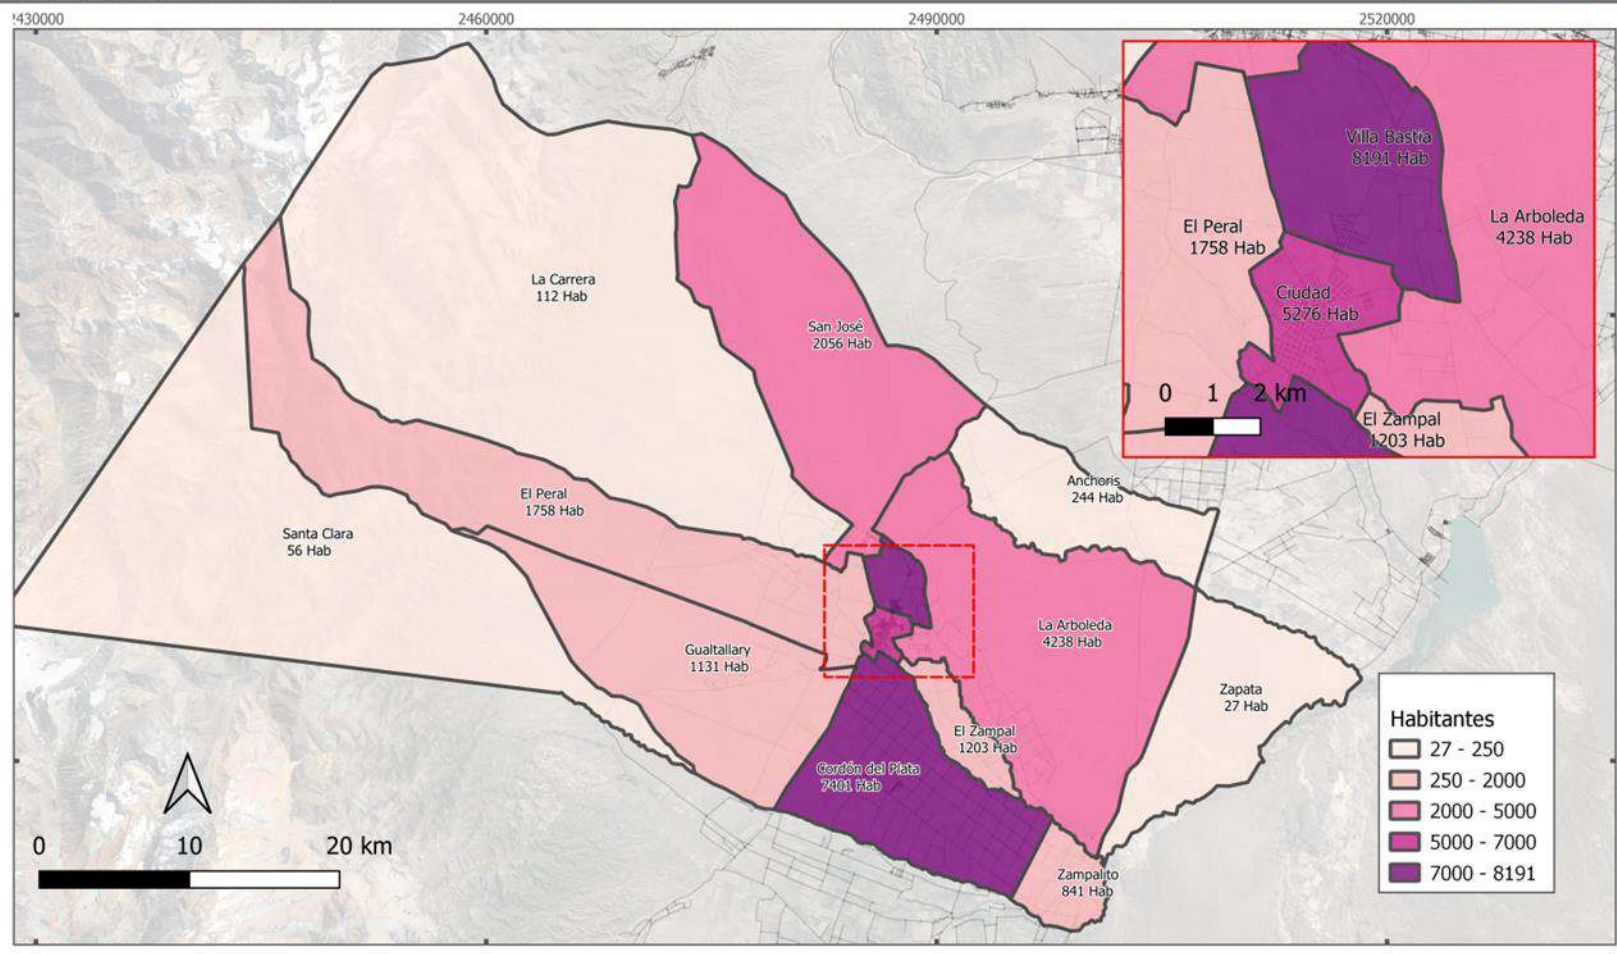 2430000
2460000
2490000
2520000
Villa Bastía
8191 Hab
La Arboleda
4238 Hab
El Peral
1758 Hab
Ciudad
5276 Hab
0 1 2 km
El Zampal
1203 Hab
La Carrera
112 Hab
San José
2056 Hab
Anchoris
244 Hab
El Peral
1758 Hab
Santa Clara
56 Hab
La Arboleda
4238 Hab
Gualtallary
1131 Hab
Zapata
27 Hab
El Zampal
1203 Hab
Cordón del Plata
7401 Hab
Zampalito
841 Hab
0 10 20 km
Habitantes
27 - 250
250 - 2000
2000 - 5000
5000 - 7000
7000 - 8191